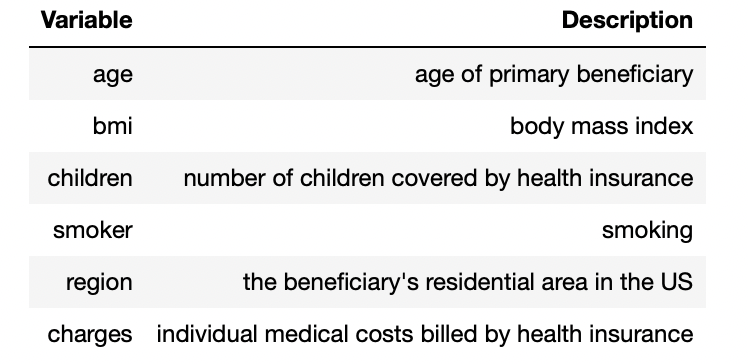 Variable Description
age age of primary beneficiary
bmi body mass index
children number of children covered by health insurance
smoker smoking
region the beneficiary's residential area in the US
charges individual medical costs billed by health insurance